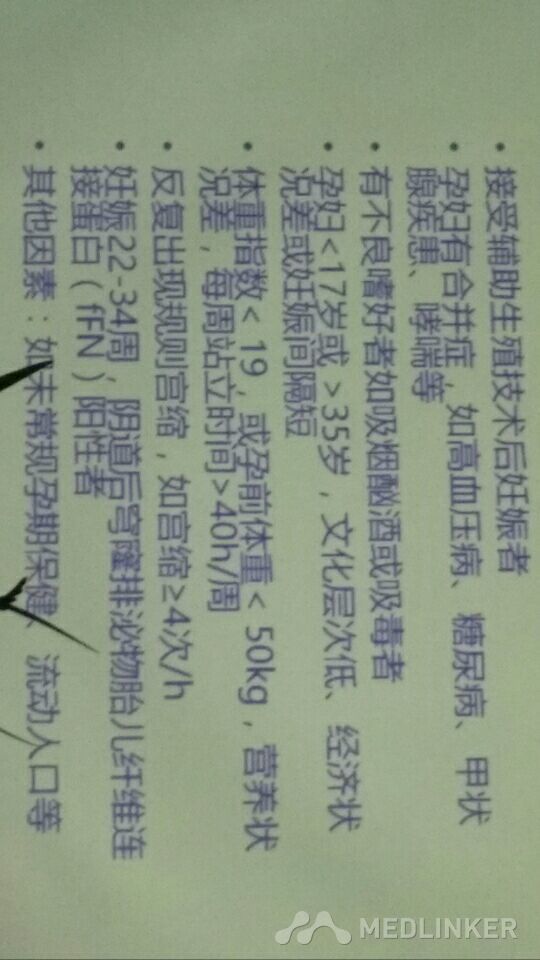 • 接受辅助生殖技术后妊娠者
• 孕妇有合并症，如高血压病、糖尿病、甲状
腺疾患、哮喘等
• 有不良嗜好者如吸烟酗酒或吸毒者
• 孕妇<17岁或>35岁，文化层次低、经济状
况差或妊娠间隔短
• 体重指数<19，或孕前体重<50kg，营养状
况差，每周站立时间>40h/周
• 反复出现规则宫缩，如宫缩≥4次/h
• 妊娠22-34周，阴道后穹窿排泌物胎儿纤维连
接蛋白（fFN）阳性者
• 其他因素：如未常规孕期保健、流动人口等
MEDLINKER